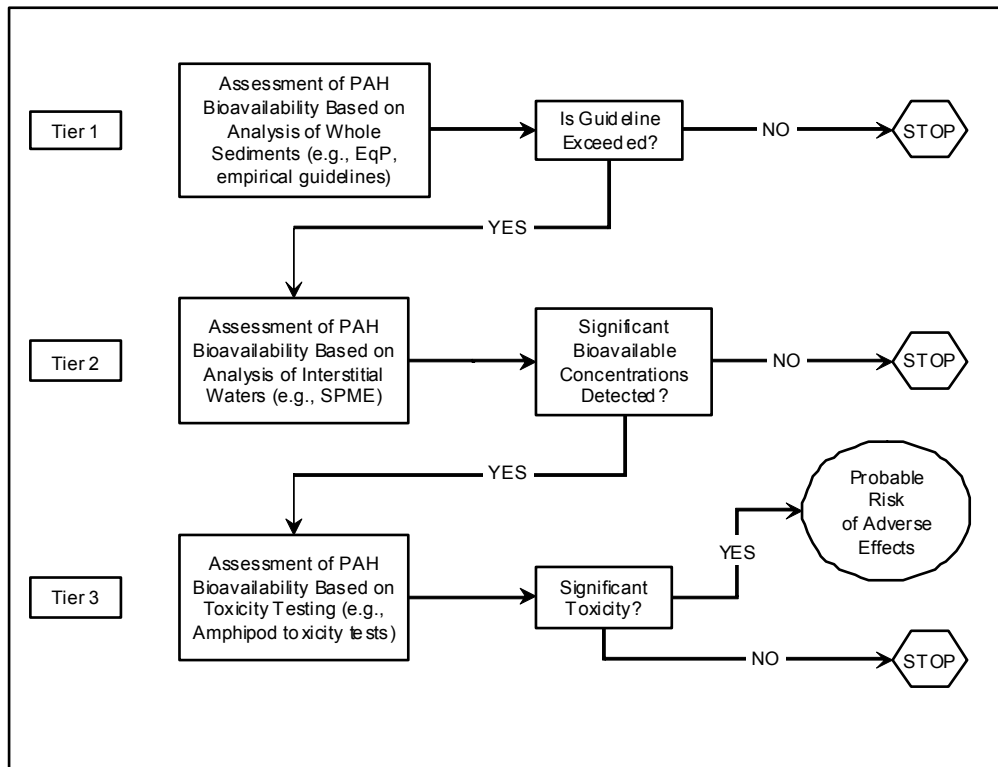 Tier 1
Assessment of PAH
Bioavailability Based on
Analysis of Whole
Sediments (e.g., EqP,
empirical guidelines)
Is Guideline
Exceeded?
NO
STOP
YES
Tier 2
Assessment of PAH
Bioavailability Based on
Analysis of Interstitial
Waters (e.g., SPME)
Significant
Bioavailable
Concentrations
Detected?
NO
STOP
YES
Tier 3
Assessment of PAH
Bioavailability Based on
Toxicity Testing (e.g.,
Amphipod toxicity tests)
Significant
Toxicity?
YES
Probable
Risk
of Adverse
Effects
NO
STOP